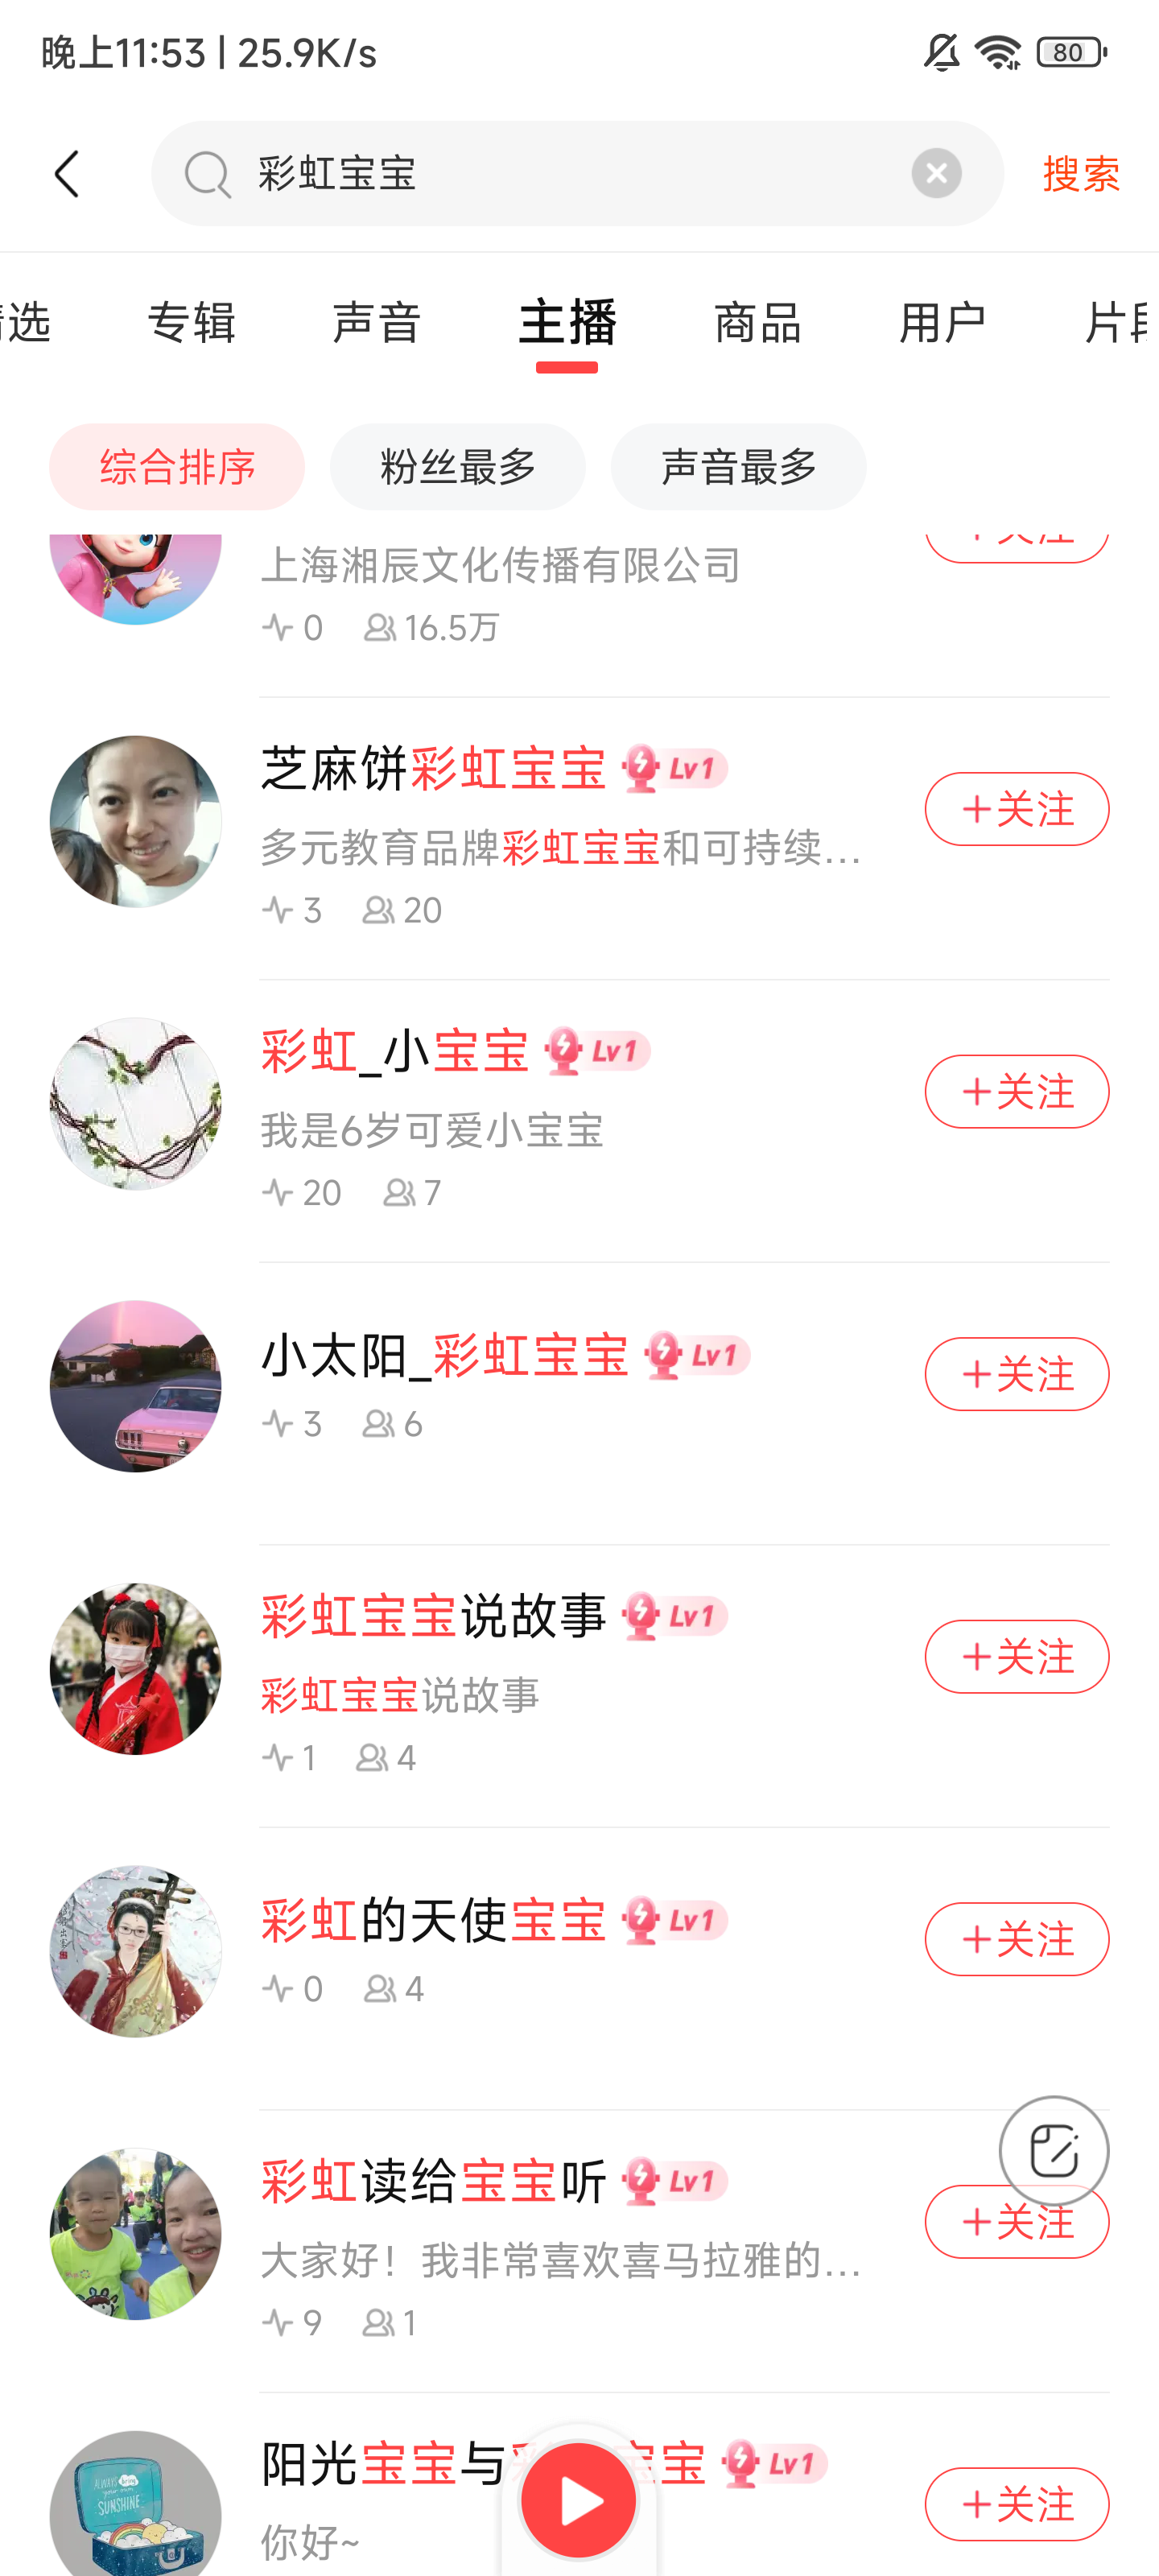 晚上11:53 | 25.9K/s
80
彩虹宝宝
搜索
选 专辑 声音 主播 商品 用户 片
综合排序 粉丝最多 声音最多
上海湘辰文化传播有限公司
0 16.5万
芝麻饼彩虹宝宝 Lv1
+关注
多元教育品牌彩虹宝宝和可持续...
3 20
彩虹_小宝宝 Lv1
+关注
我是6岁可爱小宝宝
20 7
小太阳_彩虹宝宝 Lv1
+关注
3 6
彩虹宝宝说故事 Lv1
+关注
彩虹宝宝说故事
1 4
彩虹的天使宝宝 Lv1
+关注
0 4
彩虹读给宝宝听 Lv1
+关注
大家好！我非常喜欢喜马拉雅的...
9 1
阳光宝宝与 宝宝 Lv1
+关注
ALWAYS
SUNSHINE
你好~